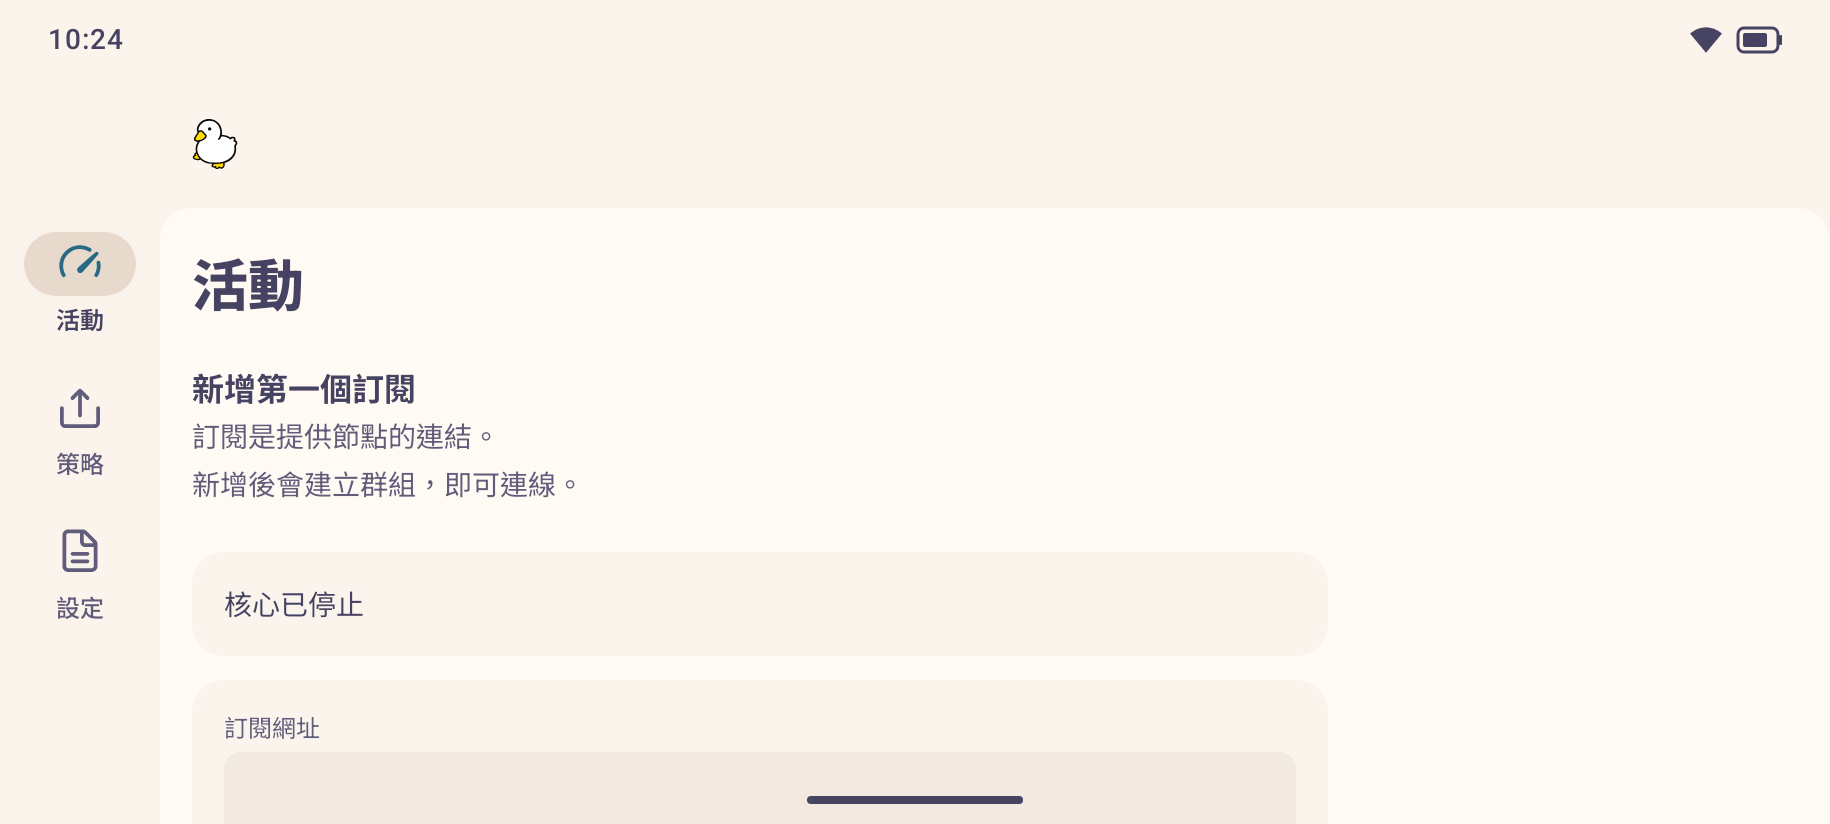 10:24
活動
策略
設定
活動
新增第一個訂閱
訂閱是提供節點的連結。
新增後會建立群組，即可連線。
核心已停止
訂閱網址